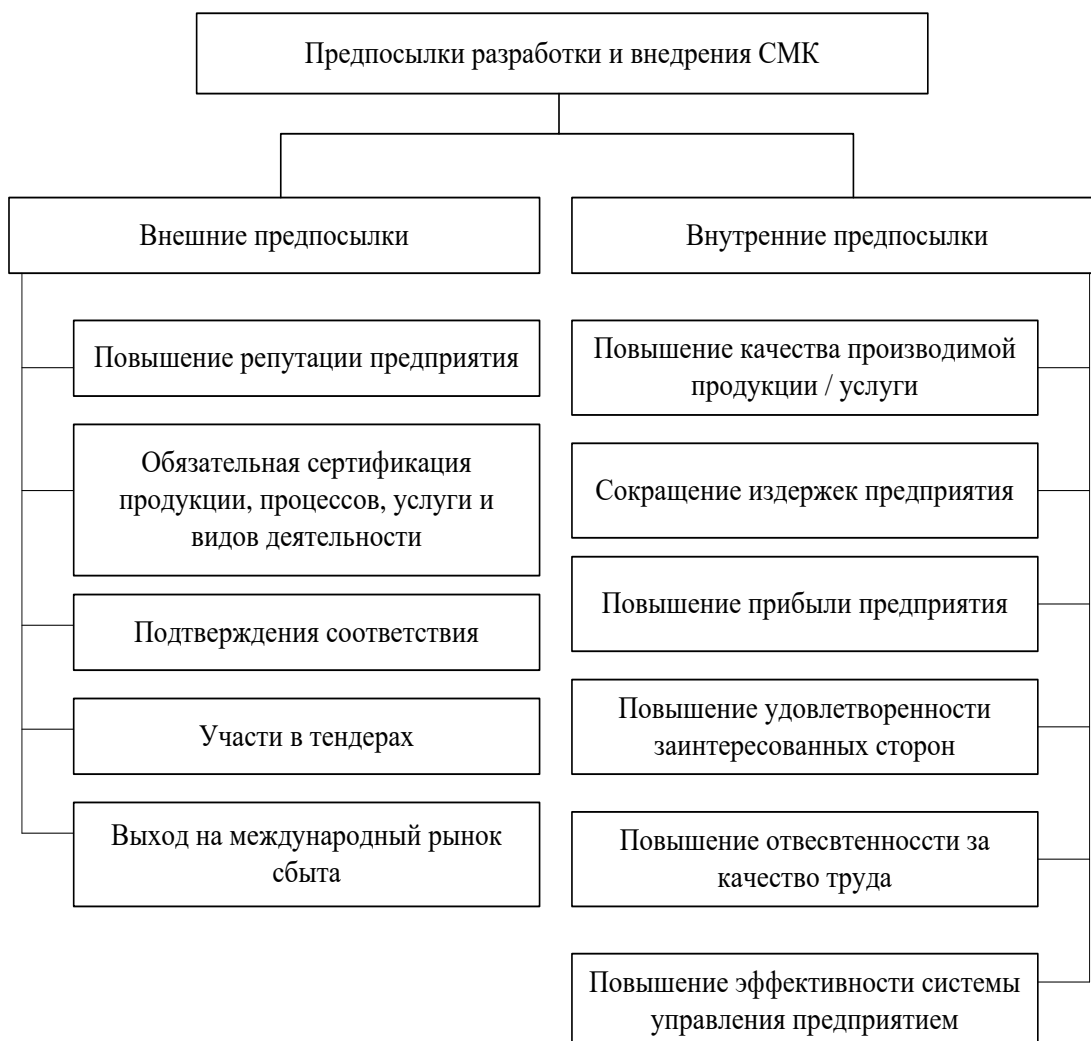 Предпосылки разработки и внедрения СМК
Внешние предпосылки
Повышение репутации предприятия
Обязательная сертификация
продукции, процессов, услуги и
видов деятельности
Подтверждения соответствия
Участи в тендерах
Выход на международный рынок
сбыта
Внутренние предпосылки
Повышение качества производимой
продукции / услуги
Сокращение издержек предприятия
Повышение прибыли предприятия
Повышение удовлетворенности
заинтересованных сторон
Повышение отвесвтенноссти за
качество труда
Повышение эффективности системы
управления предприятием